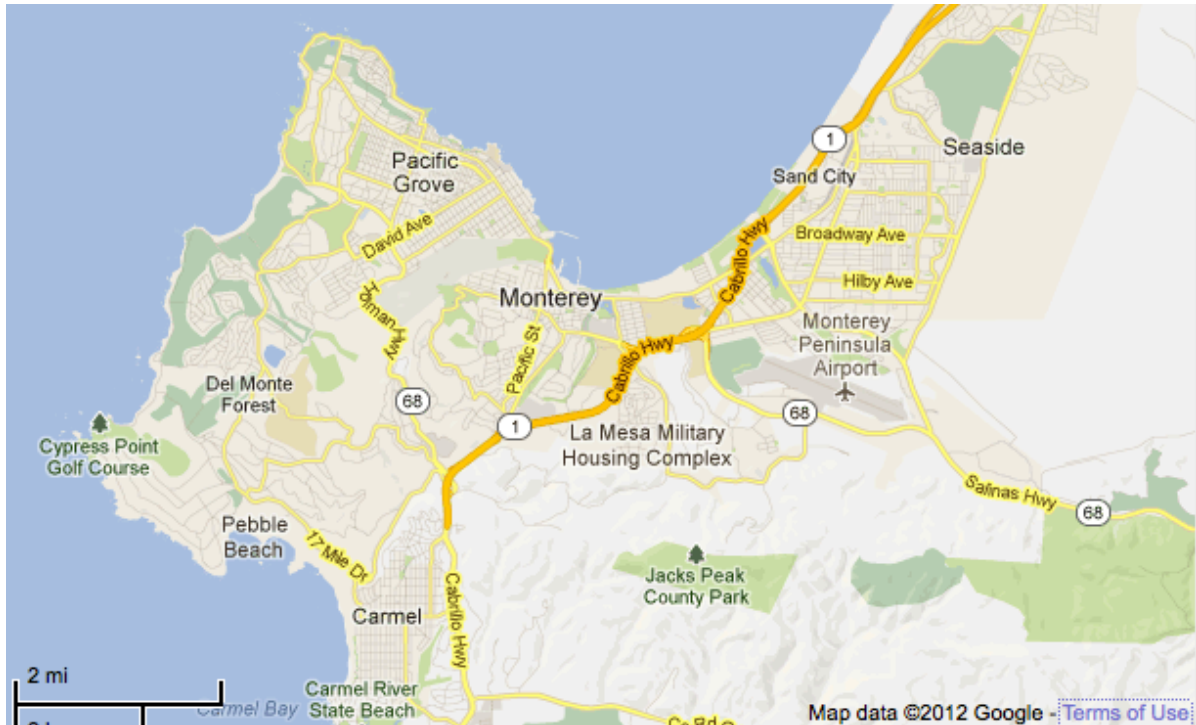 Pacific
Grove
1
Seaside
Sand City
David Ave
Broadway Ave
Cabrillo Hwy
Hilby Ave
Monterey
Holman Hwy
Pacific St
Monterey
Peninsula
Airport
Cabrillo Hwy
Del Monte
Forest
68
68
1
Cypress Point
Golf Course
La Mesa Military
Housing Complex
Salinas Hwy
68
Pebble
Beach
17 Mile Dr
Jacks Peak
County Park
Carmel
Cabrillo Hwy
2 mi
Carmel River
State Beach
Carmel Bay
Map data ©2012 Google - Terms of Use